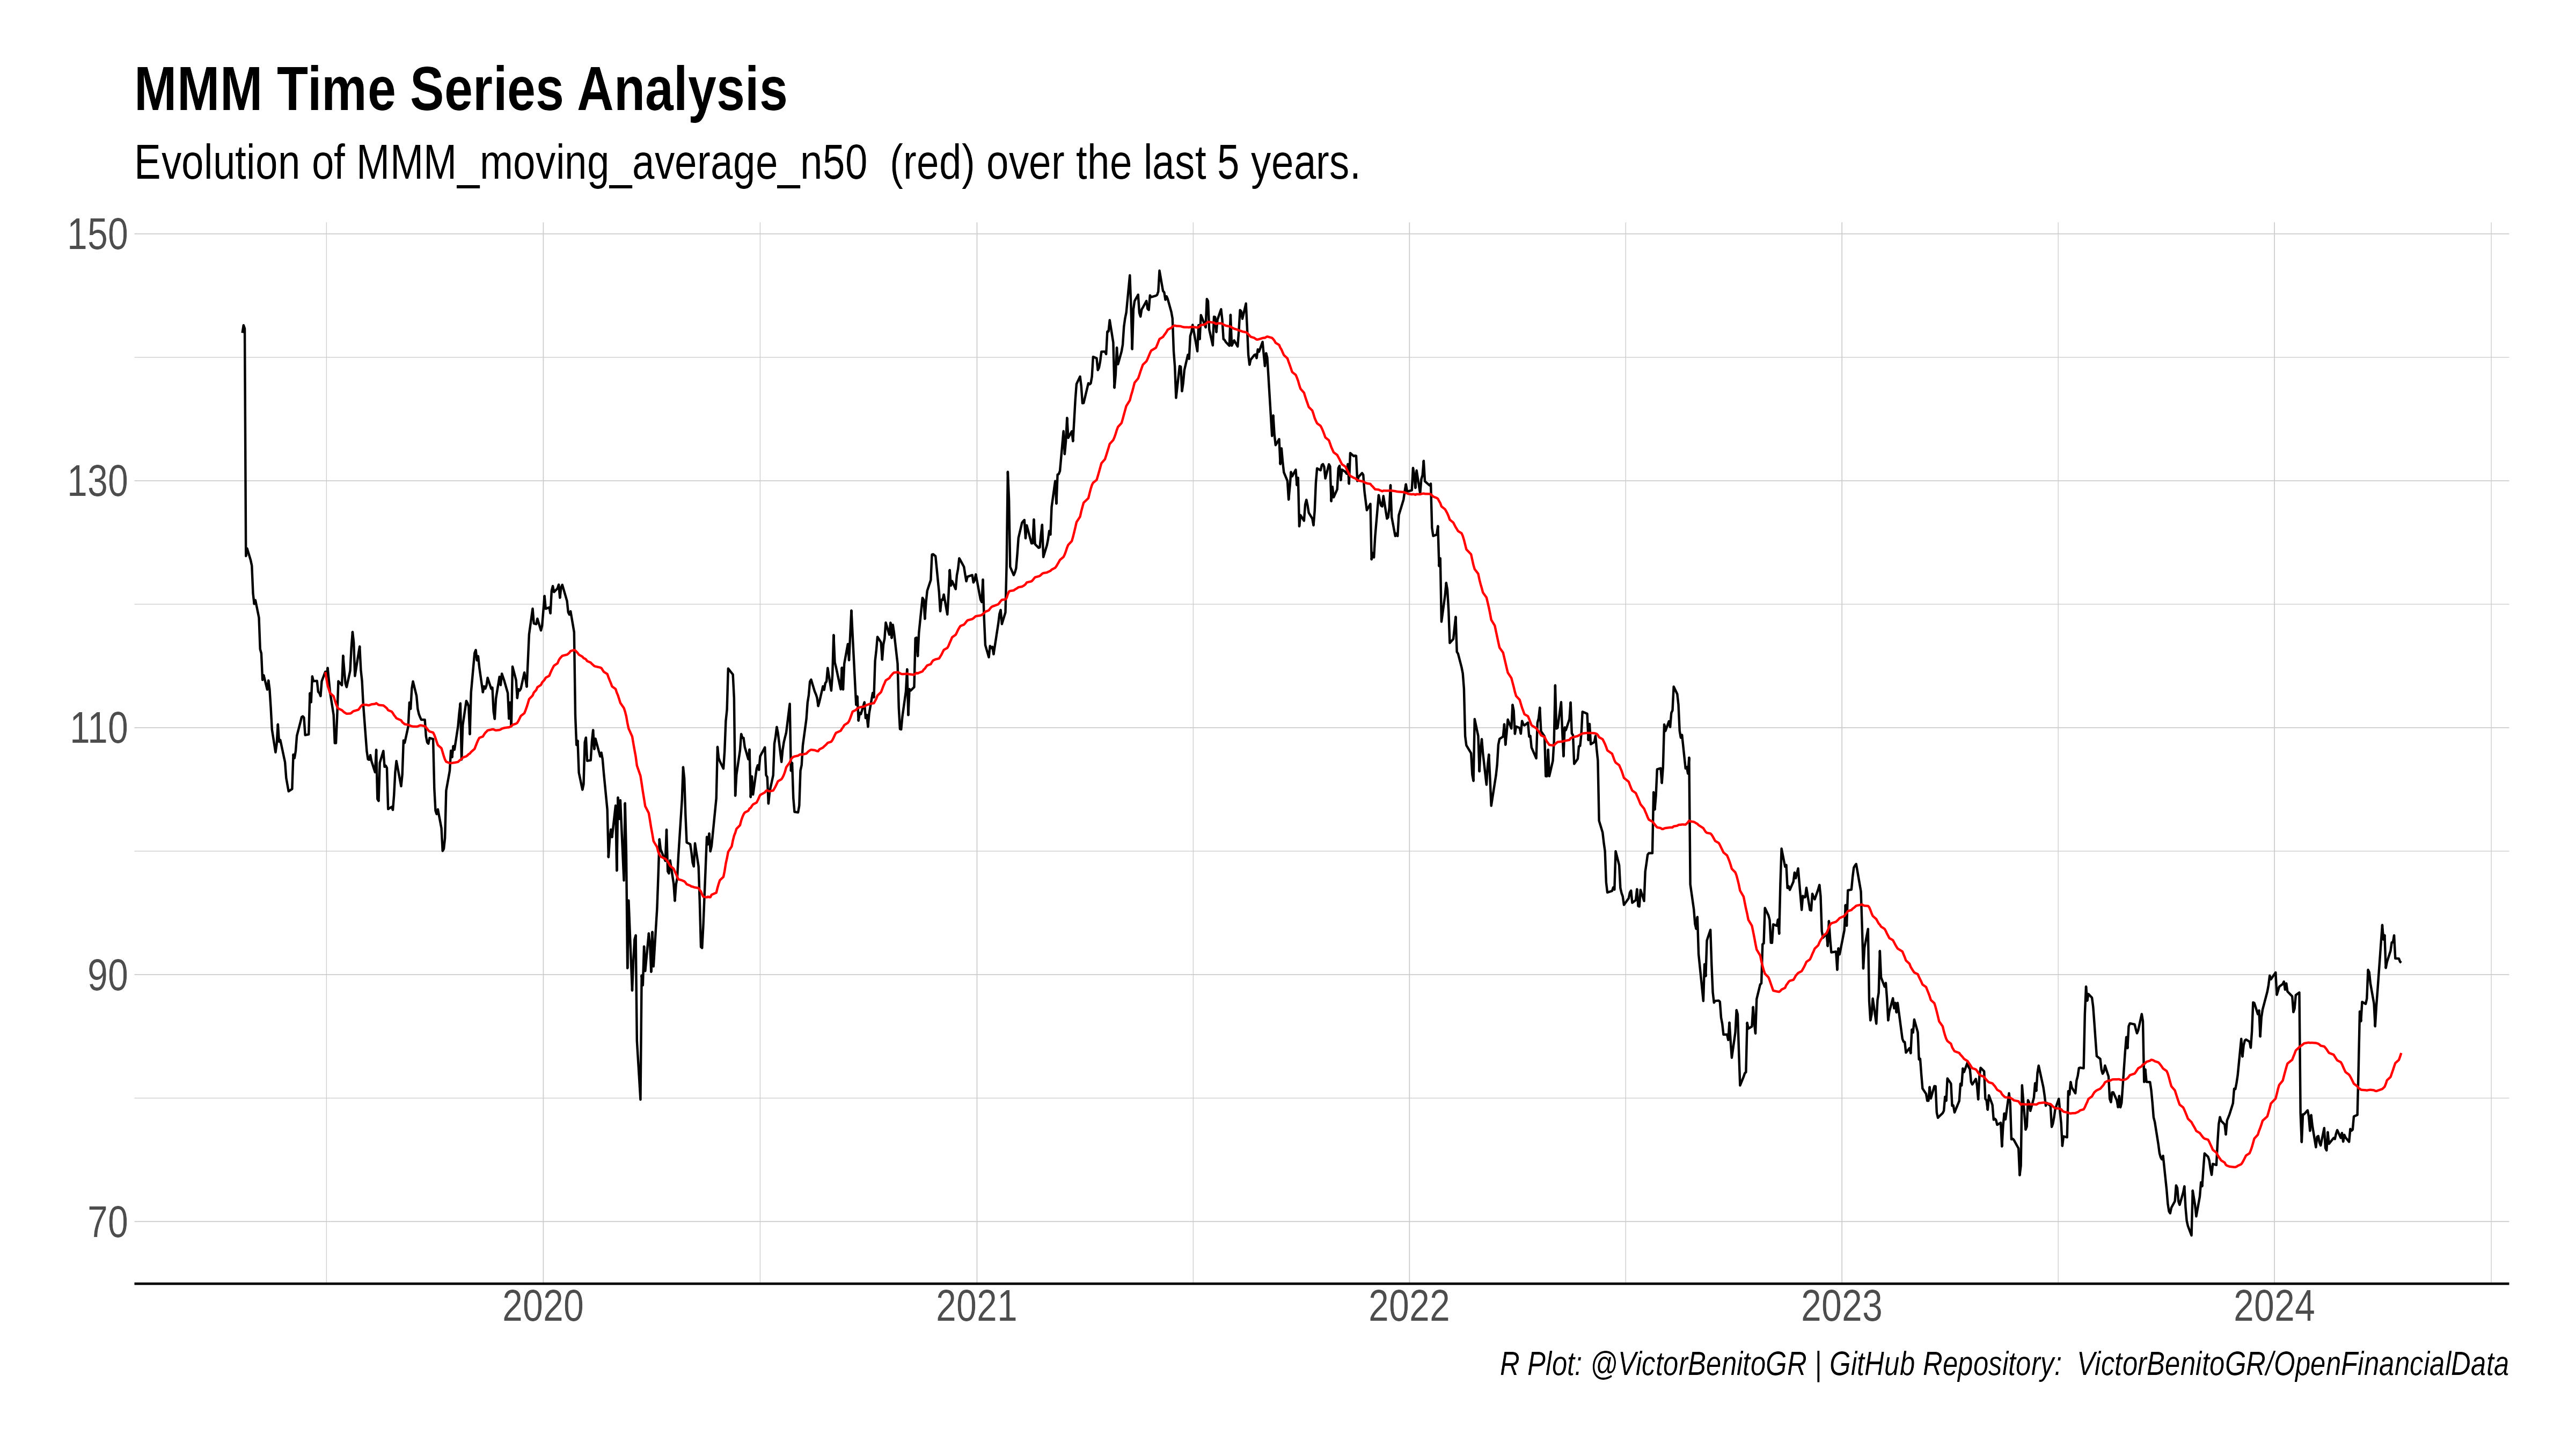 MMM Time Series Analysis
Evolution of MMM_moving_average_n50  (red) over the last 5 years.
150
130
110
90
70
2020 2021 2022 2023 2024
R Plot: @VictorBenitoGR | GitHub Repository:  VictorBenitoGR/OpenFinancialData